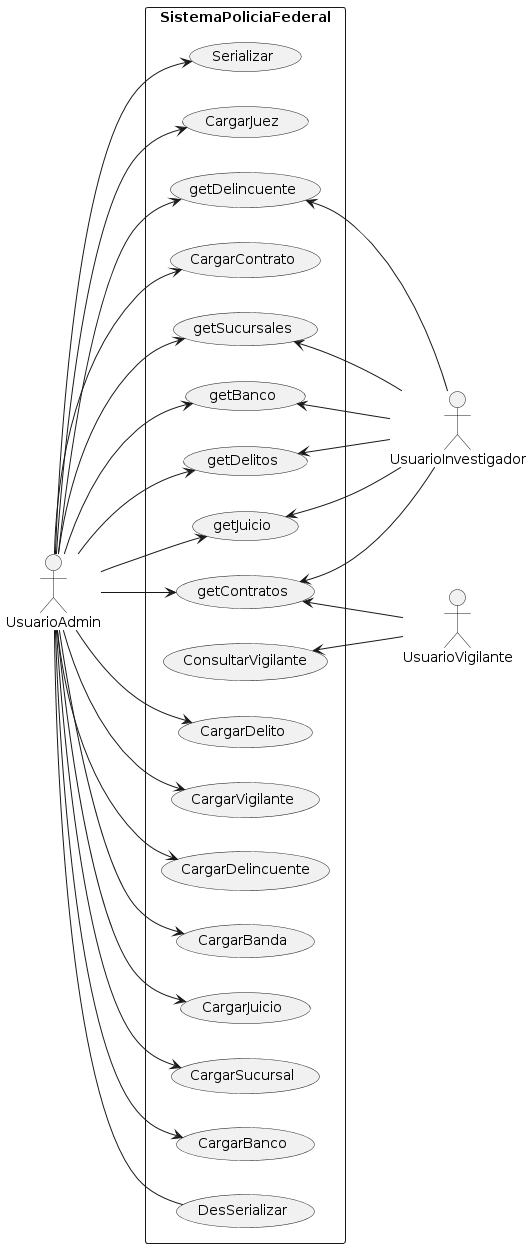 SistemaPoliciaFederal
Serializar
CargarJuez
getDelincuente
CargarContrato
getSucursales
getBanco
getDelitos
UsuarioInvestigador
getJuicio
getContratos
UsuarioAdmin
ConsultarVigilante
UsuarioVigilante
CargarDelito
CargarVigilante
CargarDelincuente
CargarBanda
CargarJuicio
CargarSucursal
CargarBanco
DesSerializar